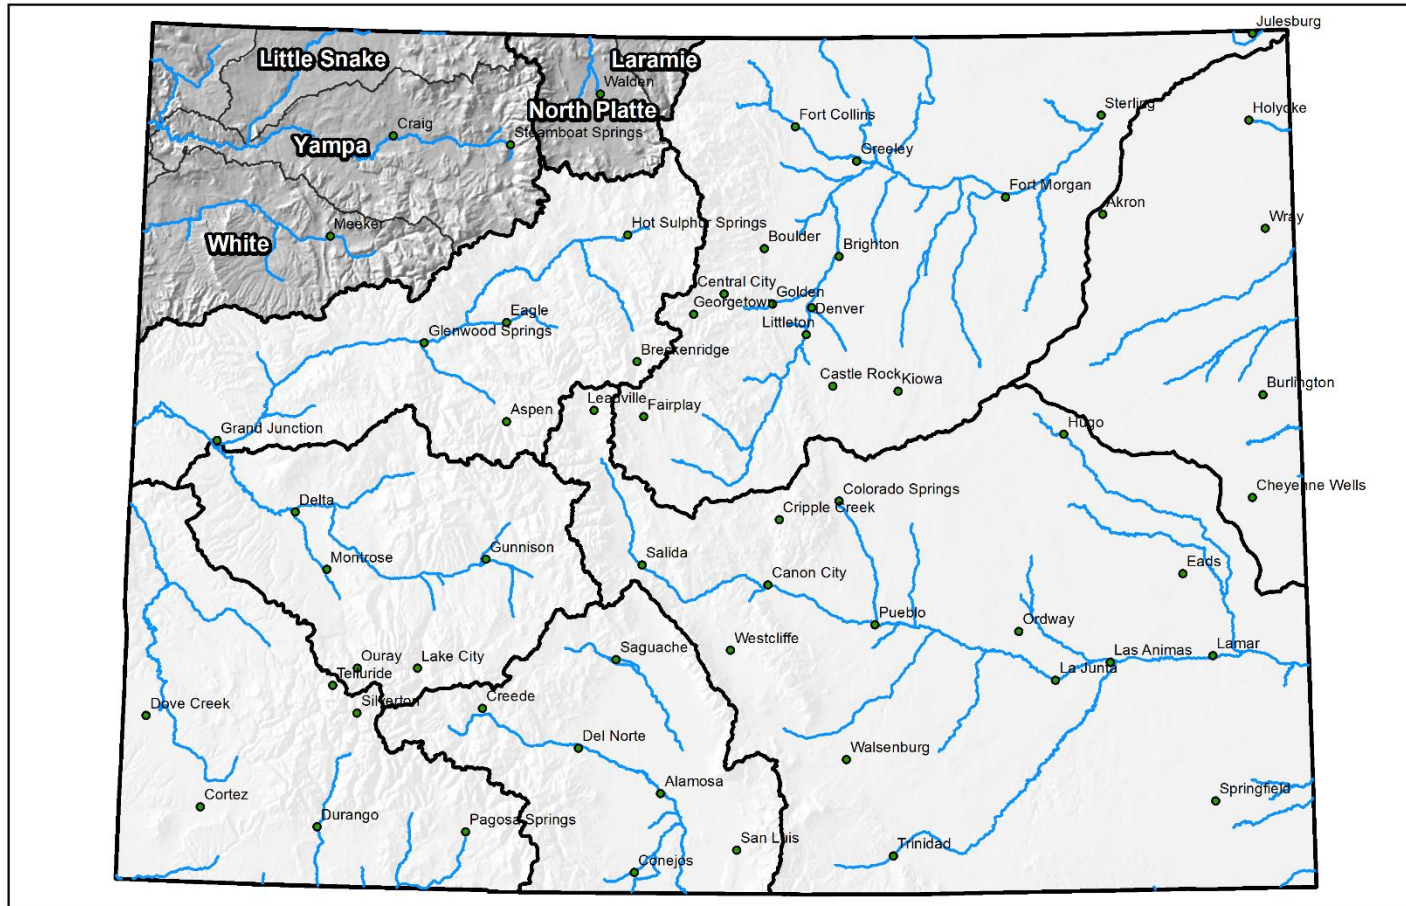 Julesburg
Little Snake
Laramie
Walden
North Platte
Sterling
Holyoke
Fort Collins
Craig
Steamboat Springs
Yampa
Greeley
Fort Morgan
Akron
Wray
Meeker
White
Hot Sulphur Springs
Boulder
Brighton
Central City
Golden
Georgetown
Denver
Eagle
Littleton
Glenwood Springs
Breckenridge
Castle Rock
Kiowa
Burlington
Leadville
Aspen
Fairplay
Grand Junction
Hugo
Delta
Colorado Springs
Cripple Creek
Cheyenne Wells
Montrose
Gunnison
Salida
Canon City
Eads
Pueblo
Ordway
Westcliffe
Saguache
Las Animas
Lamar
Ouray
Lake City
Telluride
La Junta
Dove Creek
Silverton
Creede
Del Norte
Walsenburg
Alamosa
Springfield
Cortez
Durango
Pagosa Springs
San Luis
Trinidad
Conejos